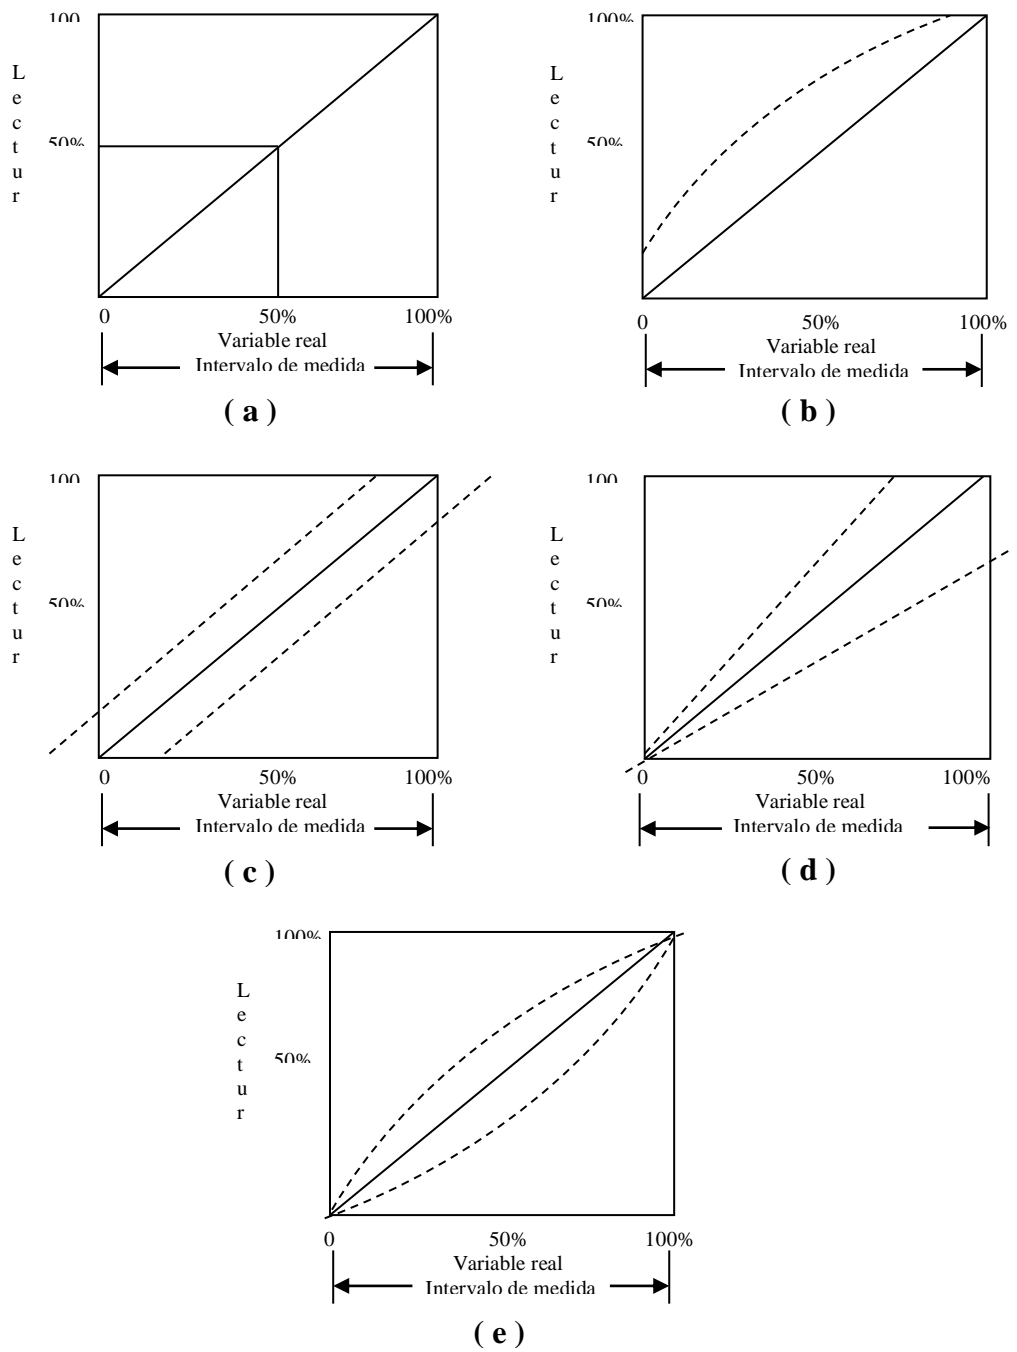 100
L
e
c
t
u
r
50%
0 50% 100%
Variable real
Intervalo de medida
( a )
100%
L
e
c
t
u
r
50%
0 50% 100%
Variable real
Intervalo de medida
( b )
100
L
e
c
t
u
r
50%
0 50% 100%
Variable real
Intervalo de medida
( c )
100
L
e
c
t
u
r
50%
0 50% 100%
Variable real
Intervalo de medida
( d )
100%
L
e
c
t
u
r
50%
0 50% 100%
Variable real
Intervalo de medida
( e )